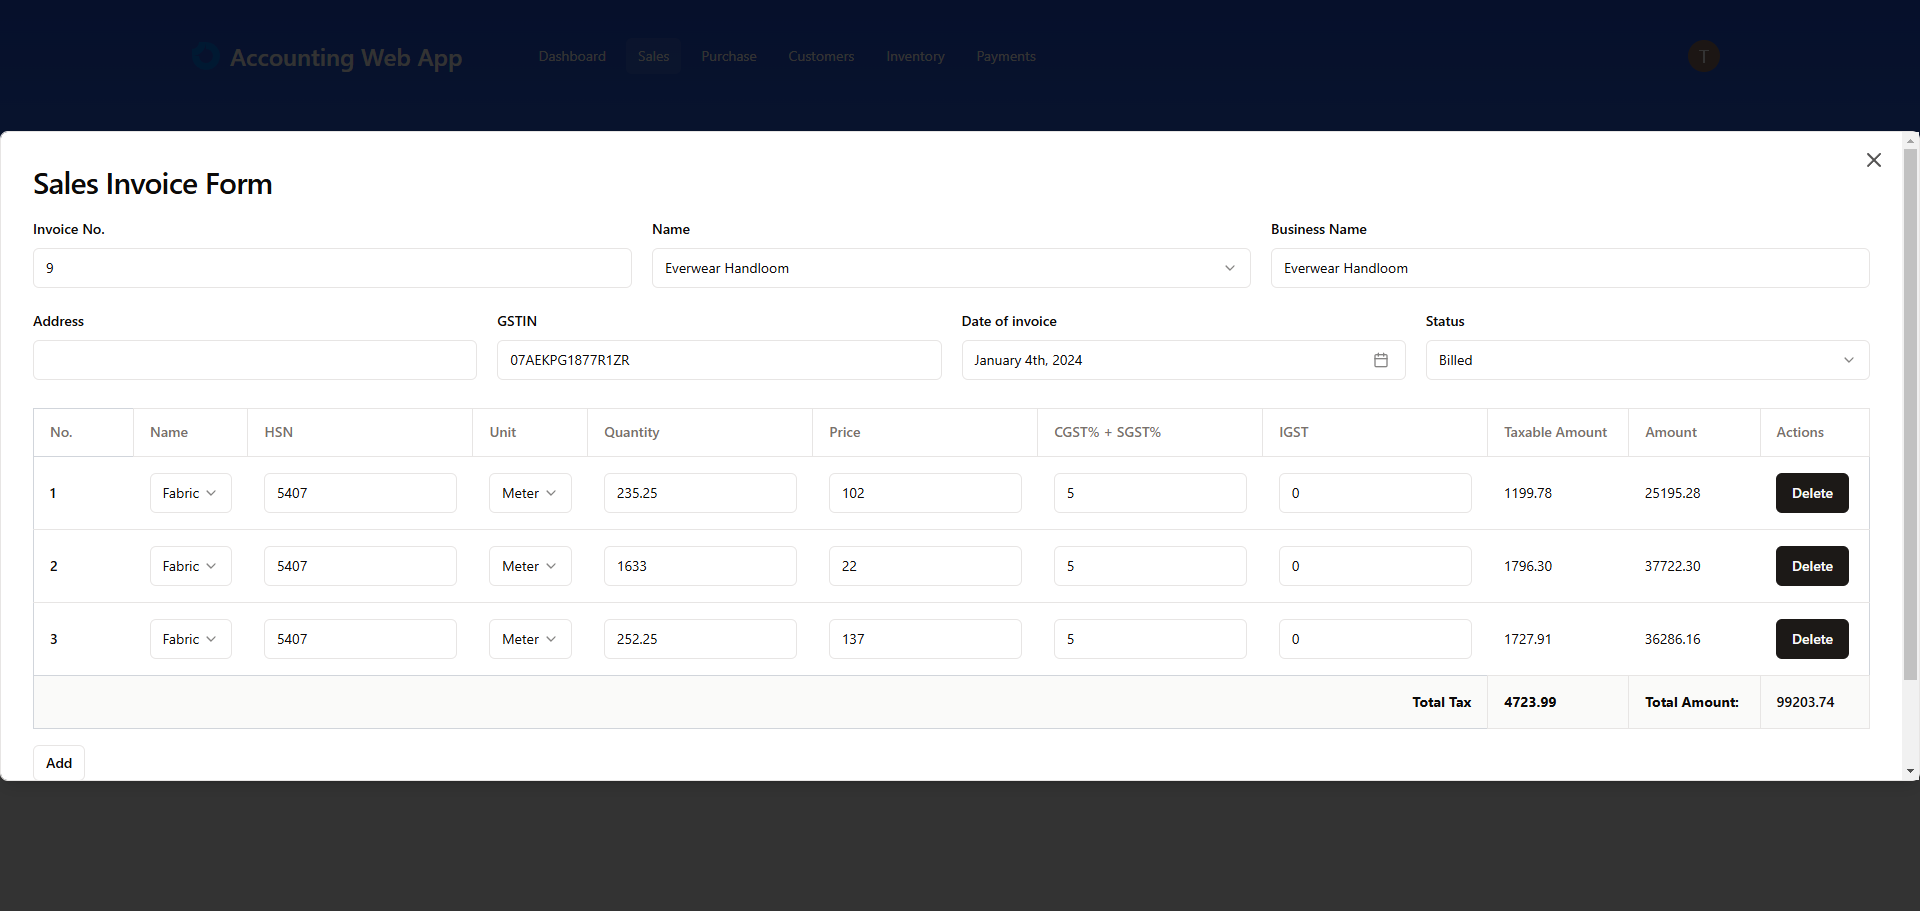 Accounting Web App Dashboard Sales Purchase Customers Inventory Payments T
Sales Invoice Form
Invoice No. Name Business Name
9 Everwear Handloom Everwear Handloom
Address GSTIN Date of invoice Status
07AEKPG1877R1ZR January 4th, 2024 Billed
No. Name HSN Unit Quantity Price CGST% + SGST% IGST Taxable Amount Amount Actions
1 Fabric 5407 Meter 235.25 102 5 0 1199.78 25195.28 Delete
2 Fabric 5407 Meter 1633 22 5 0 1796.30 37722.30 Delete
3 Fabric 5407 Meter 252.25 137 5 0 1727.91 36286.16 Delete
Total Tax 4723.99 Total Amount: 99203.74
Add